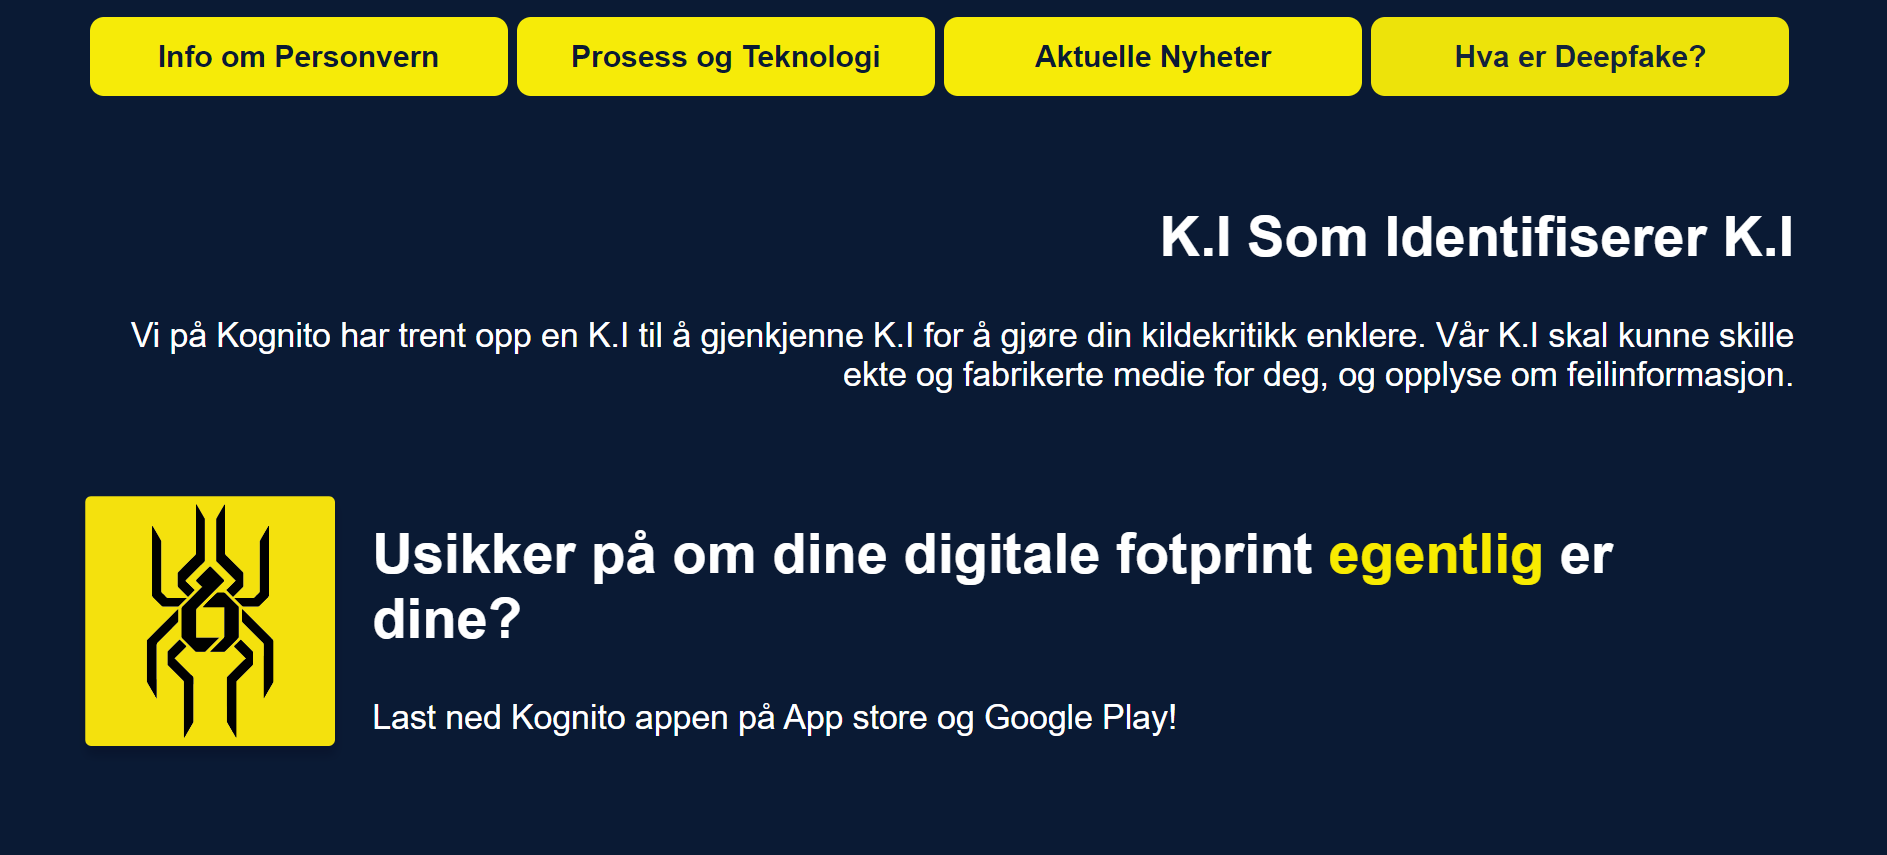 Info om Personvern
Prosess og Teknologi
Aktuelle Nyheter
Hva er Deepfake?
K.I Som Identifiserer K.I
Vi på Kognito har trent opp en K.I til å gjenkjenne K.I for å gjøre din kildekritikk enklere. Vår K.I skal kunne skille
ekte og fabrikerte medie for deg, og opplyse om feilinformasjon.
Usikker på om dine digitale fotprint egentlig er
dine?
Last ned Kognito appen på App store og Google Play!